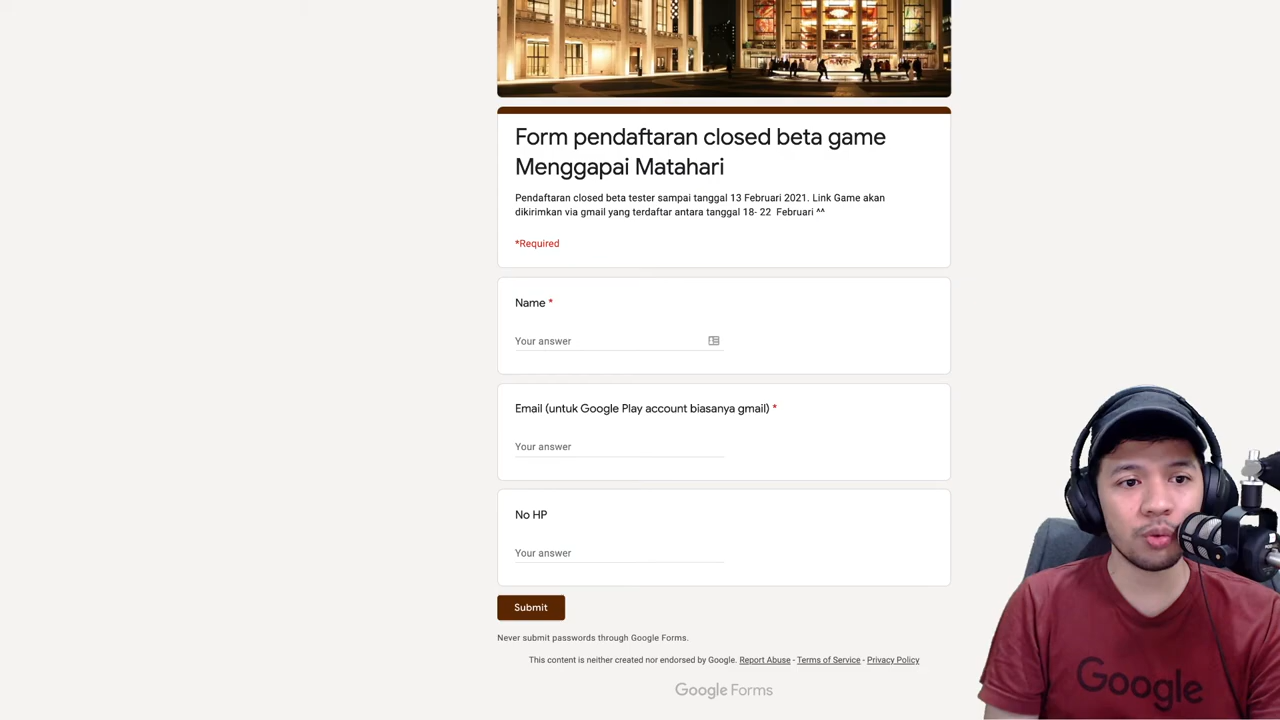 Form pendaftaran closed beta game
Menggapai Matahari
Pendaftaran closed beta tester sampai tanggal 13 Februari 2021. Link Game akan
dikirimkan via gmail yang terdaftar antara tanggal 18- 22  Februari ^^
*Required
Name *
Your answer
Email (untuk Google Play account biasanya gmail) *
Your answer
No HP
Your answer
Submit
Never submit passwords through Google Forms.
This content is neither created nor endorsed by Google. Report Abuse - Terms of Service - Privacy Policy
Google Forms
Google